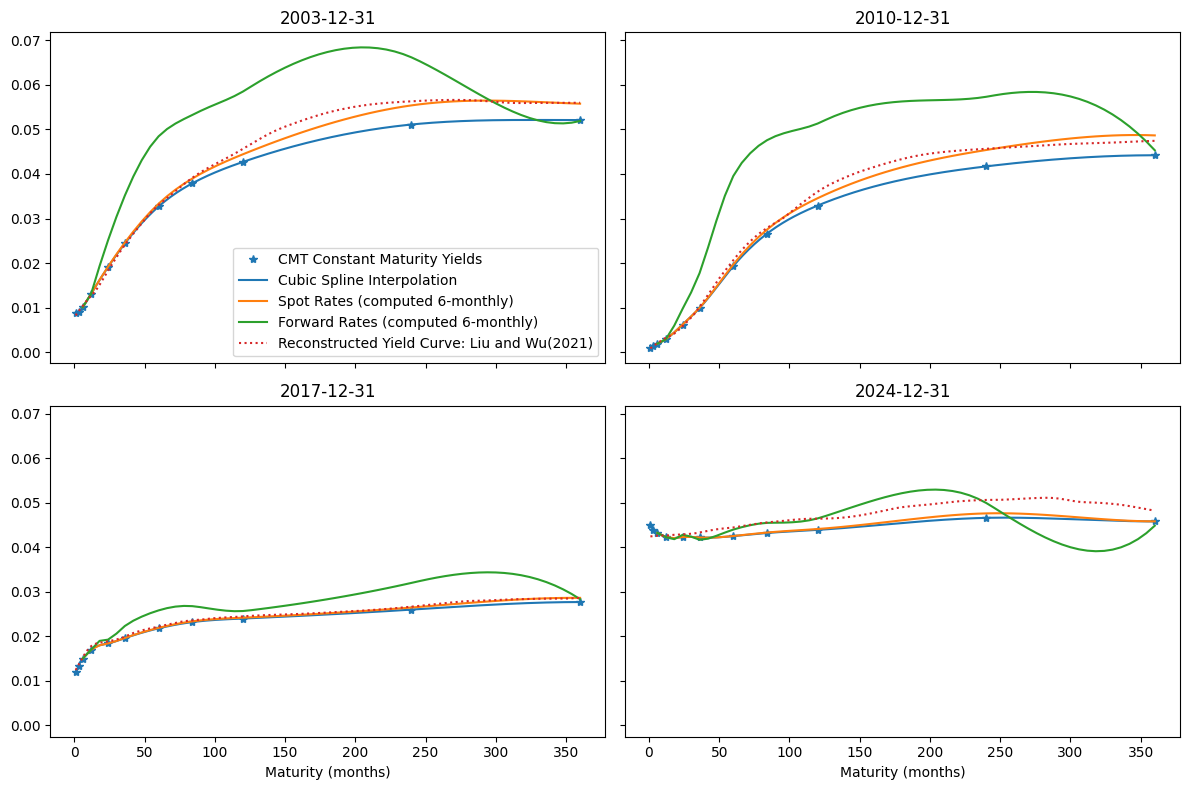 2003-12-31
2010-12-31
0.07
0.06
0.05
0.04
0.03
0.02
0.01
0.00
CMT Constant Maturity Yields
Cubic Spline Interpolation
Spot Rates (computed 6-monthly)
Forward Rates (computed 6-monthly)
Reconstructed Yield Curve: Liu and Wu(2021)
2017-12-31
2024-12-31
0.07
0.06
0.05
0.04
0.03
0.02
0.01
0.00
0 50 100 150 200 250 300 350
0 50 100 150 200 250 300 350
Maturity (months)
Maturity (months)